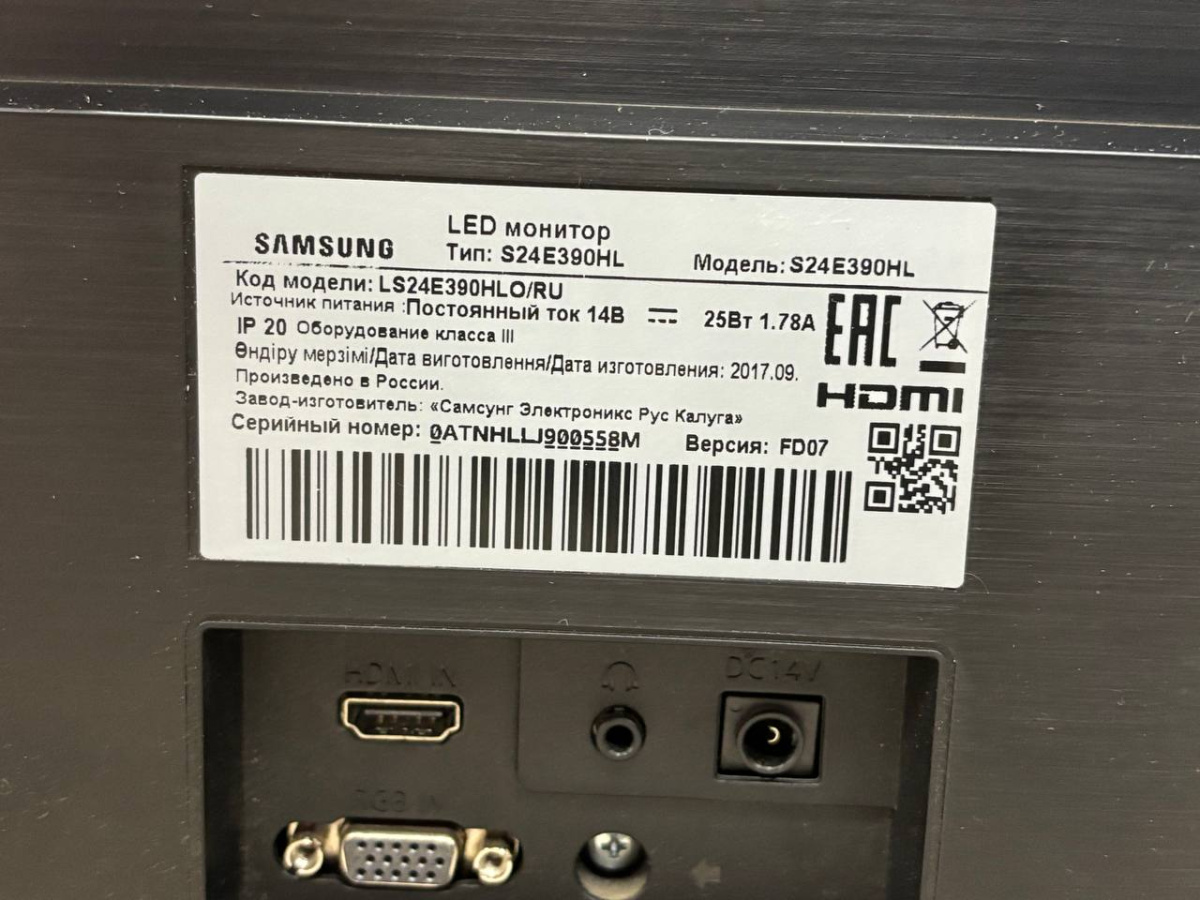 LED монитор
SAMSUNG Тип: S24E390HL Модель: S24E390HL
Код модели: LS24E390HLO/RU
Источник питания :Постоянный ток 14В 25Вт 1.78А
IP 20 Оборудование класса III
EAC
Өндіру мерзімі/Дата виготовлення/Дата изготовления: 2017.09.
Произведено в России.
HDMI
Завод-изготовитель: «Самсунг Электроникс Рус Калуга»
Серийный номер: 0ATNHLLJ900558M Версия: FD07
HDMI IN
DC14V
RGB IN